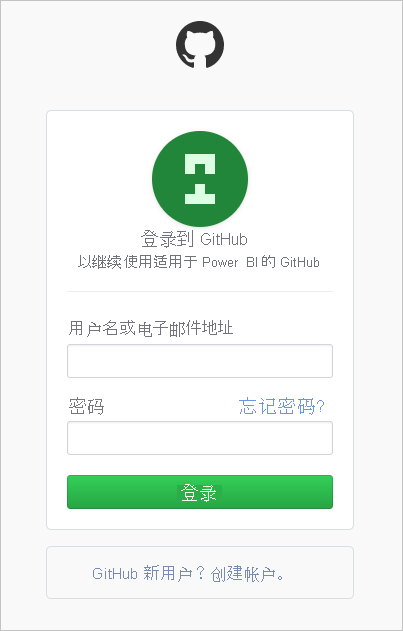 登录到 GitHub
以继续使用适用于 Power BI 的 GitHub
用户名或电子邮件地址
密码 忘记密码?
登录
GitHub 新用户？创建帐户。